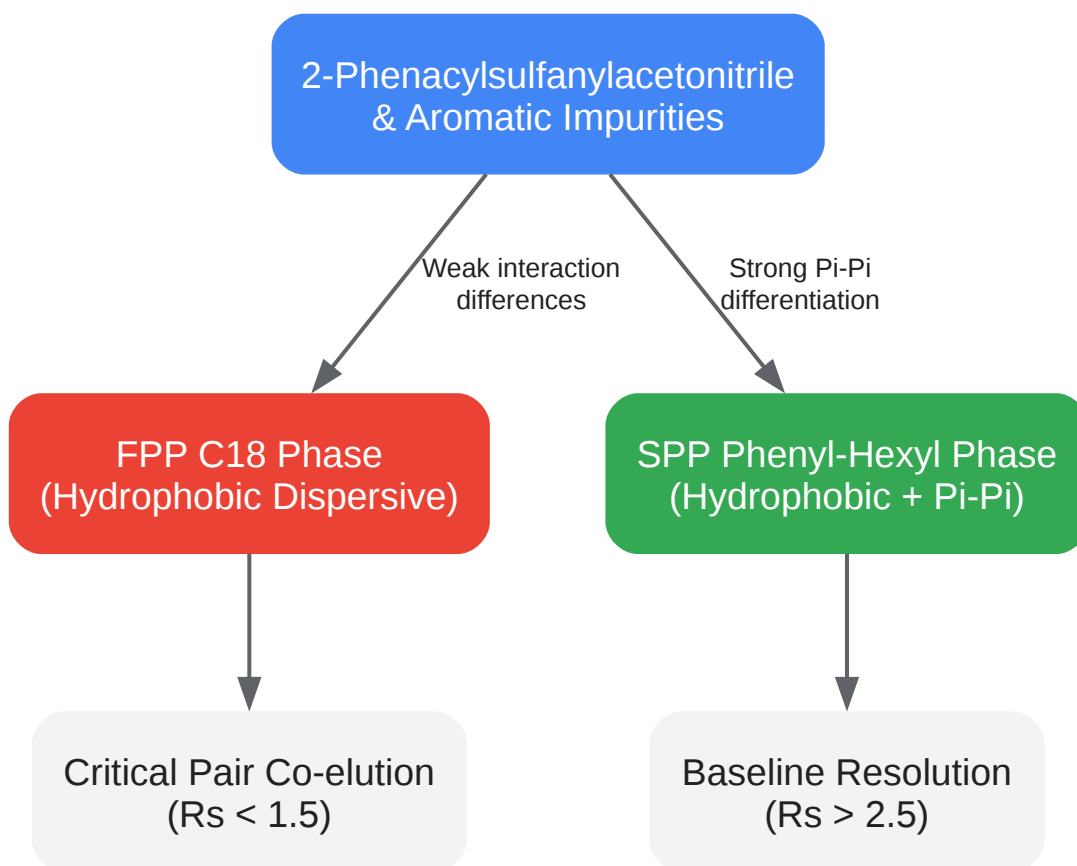 2-Phenacylsulfanylacetonitrile
& Aromatic Impurities
Weak interaction
differences
Strong Pi-Pi
differentiation
FPP C18 Phase
(Hydrophobic Dispersive)
SPP Phenyl-Hexyl Phase
(Hydrophobic + Pi-Pi)
Critical Pair Co-elution
(Rs < 1.5)
Baseline Resolution
(Rs > 2.5)